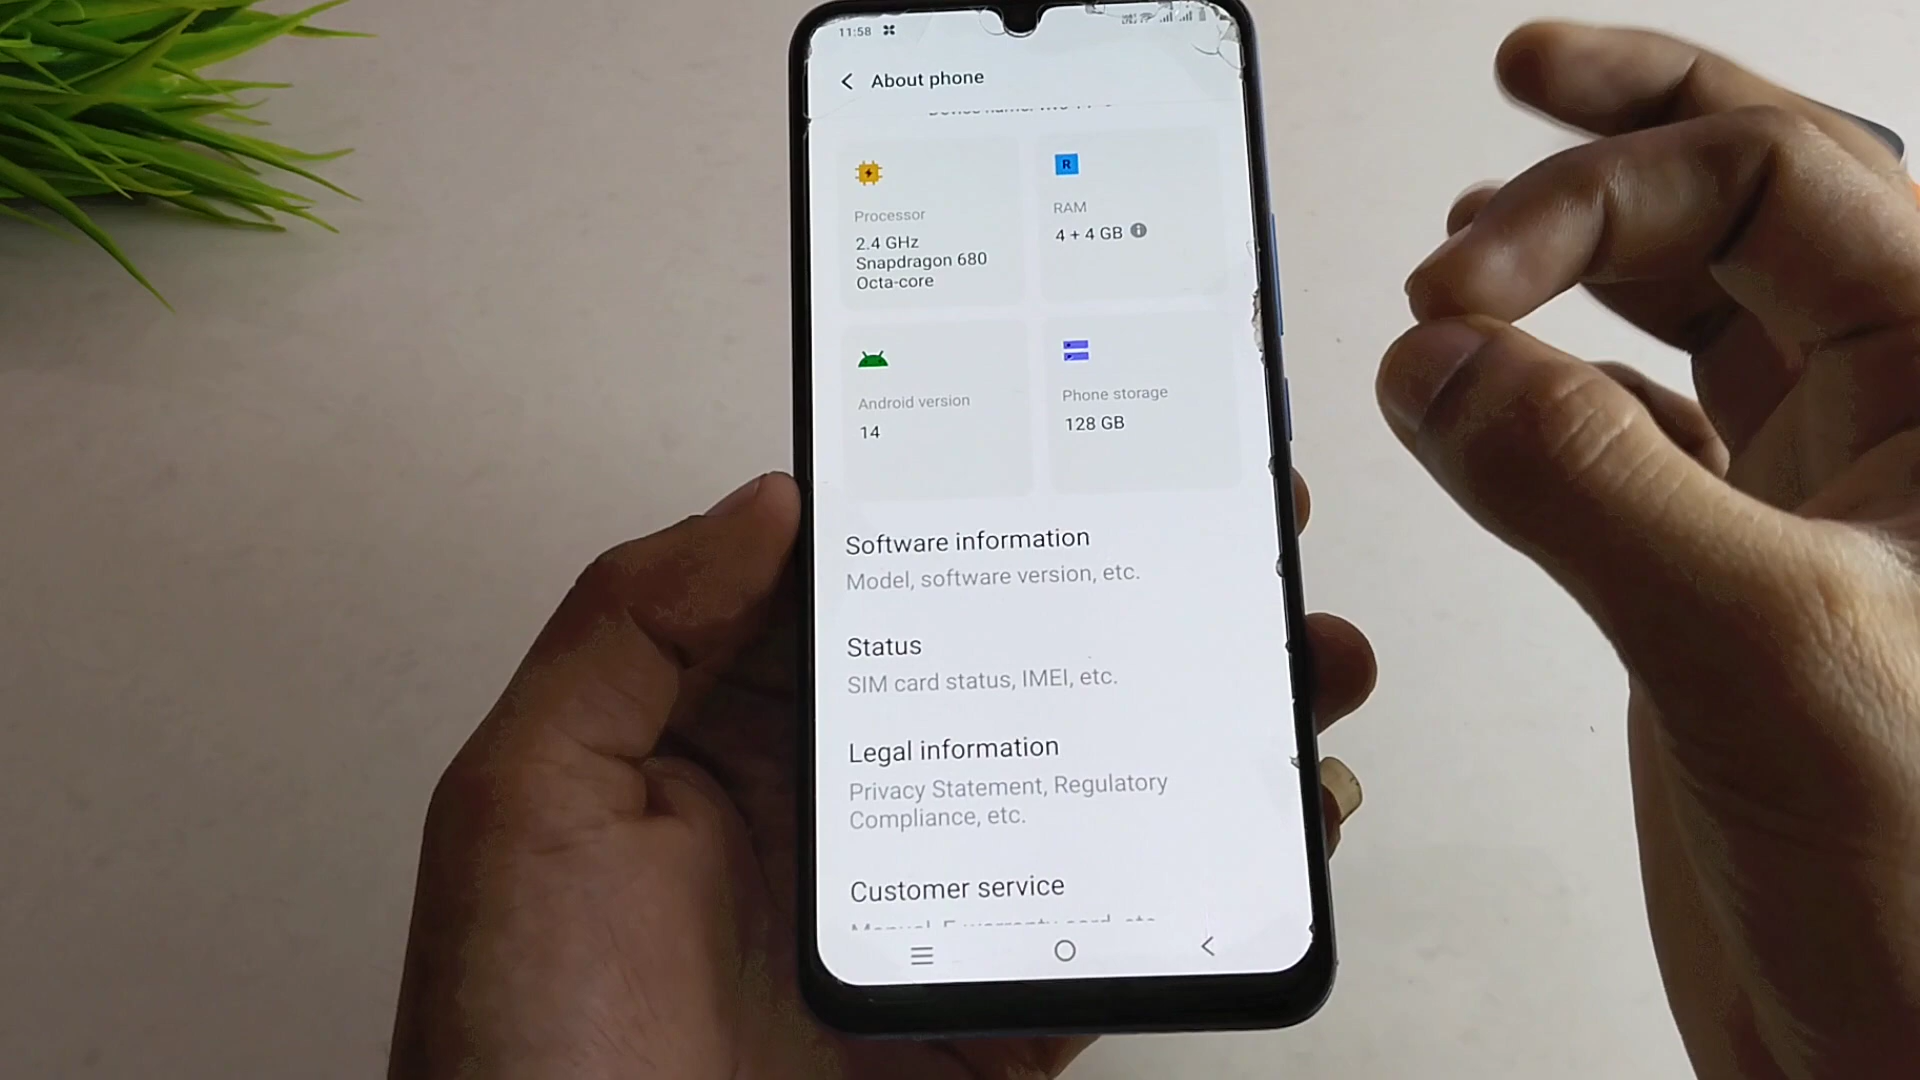 11:58
About phone
R
Processor
2.4 GHz
Snapdragon 680
Octa-core
RAM
4 + 4 GB
Android version
14
Phone storage
128 GB
Software information
Model, software version, etc.
Status
SIM card status, IMEI, etc.
Legal information
Privacy Statement, Regulatory
Compliance, etc.
Customer service